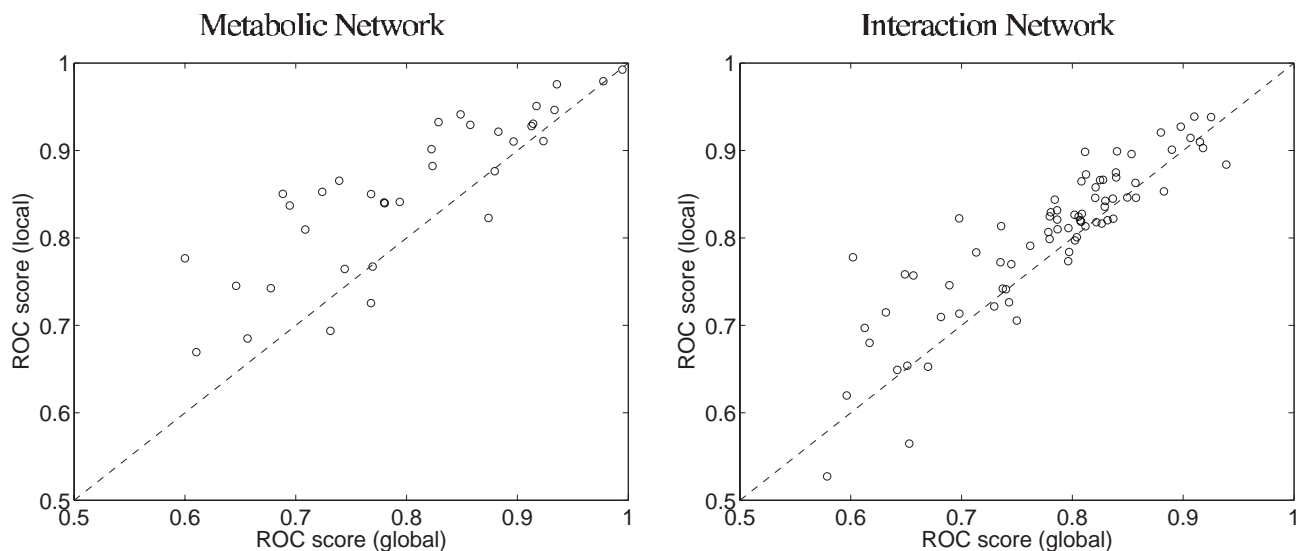 Metabolic Network
1
0.9
0.8
0.7
0.6
0.5
ROC score (local)
0.5 0.6 0.7 0.8 0.9 1
ROC score (global)
Interaction Network
1
0.9
0.8
0.7
0.6
0.5
ROC score (local)
0.5 0.6 0.7 0.8 0.9 1
ROC score (global)